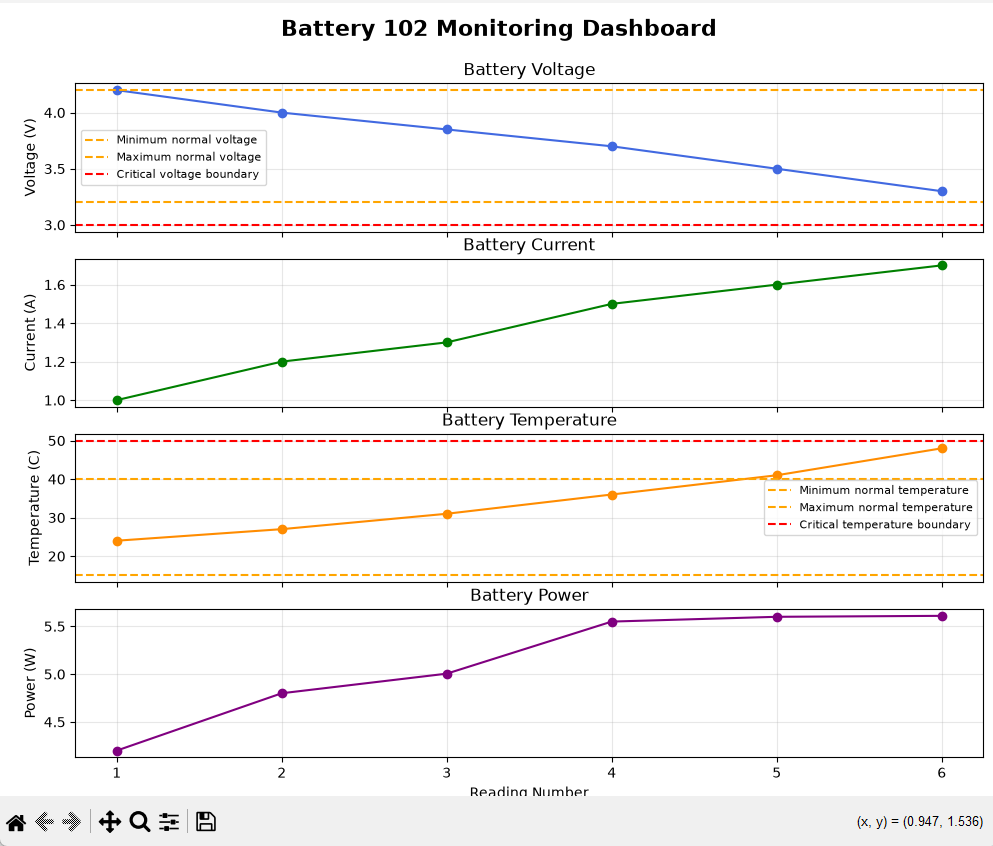 Battery 102 Monitoring Dashboard
Battery Voltage
Voltage (V)
4.0
3.5
3.0
Minimum normal voltage
Maximum normal voltage
Critical voltage boundary
Battery Current
Current (A)
1.6
1.4
1.2
1.0
Battery Temperature
Temperature (C)
50
40
30
20
Minimum normal temperature
Maximum normal temperature
Critical temperature boundary
Battery Power
Power (W)
5.5
5.0
4.5
1 2 3 4 5 6
Reading Number
(x, y) = (0.947, 1.536)